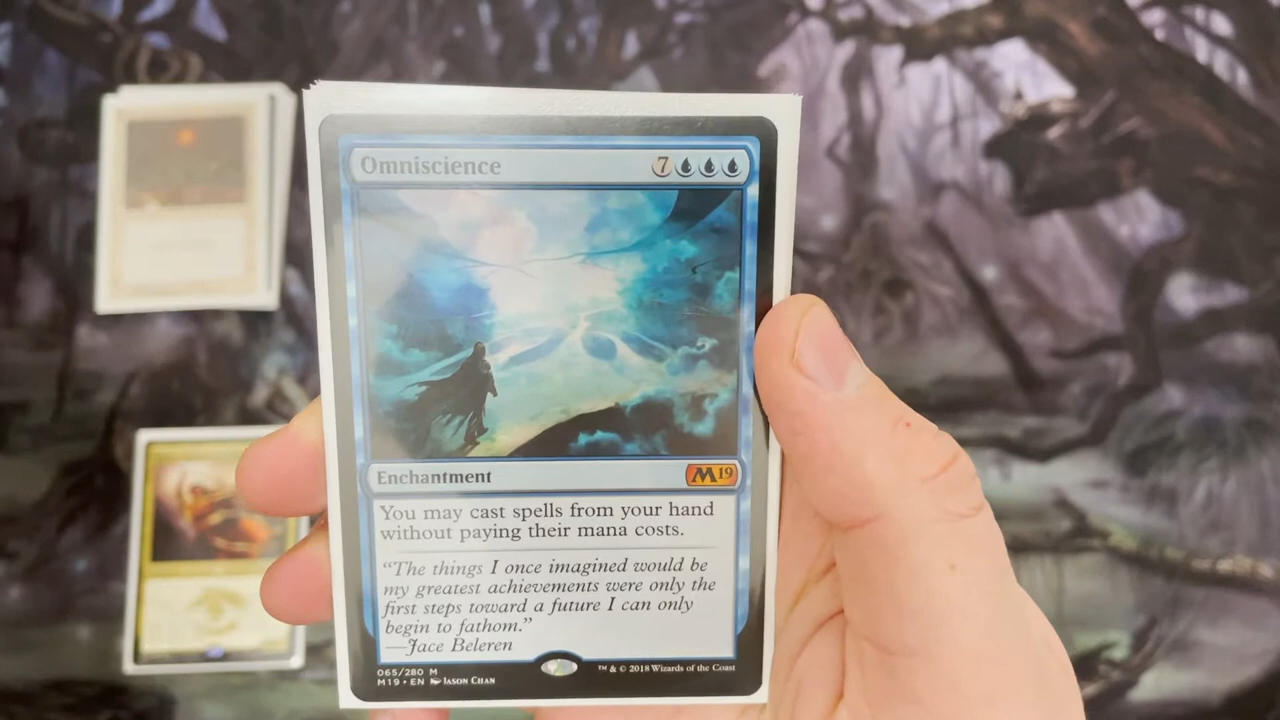 Omniscience 7
Enchantment M19
You may cast spells from your hand
without paying their mana costs.
“The things I once imagined would be
my greatest achievements were only the
first steps toward a future I can only
begin to fathom.”
—Jace Beleren
065/280 M ™ & © 2018 Wizards of the Coast
M19 • EN Jason Chan